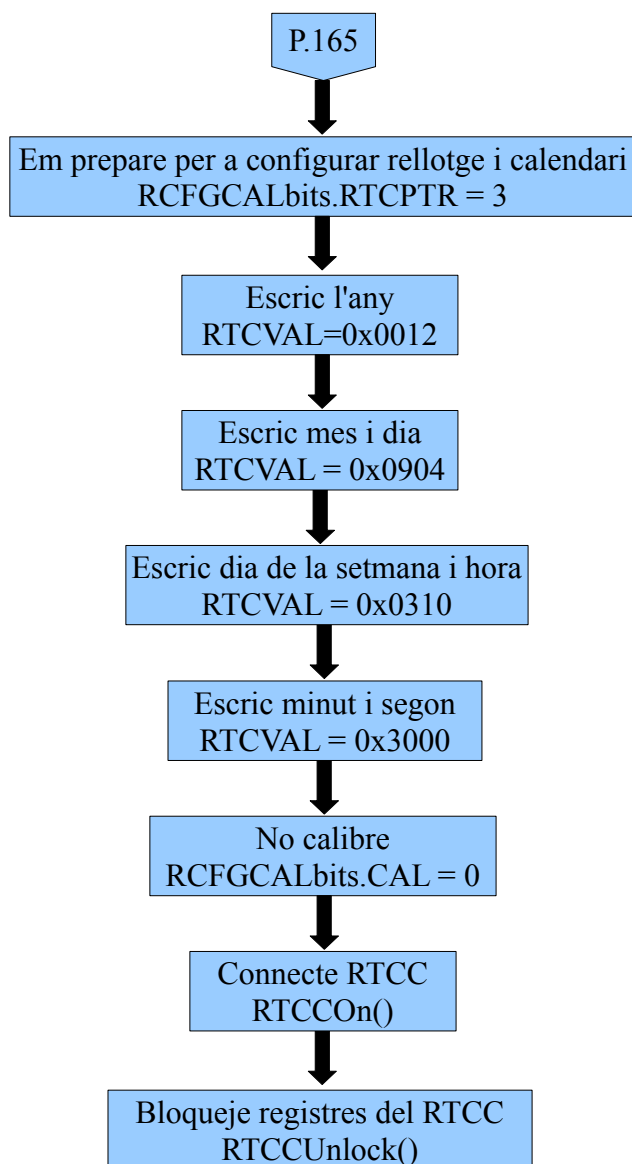 P.165
Em prepare per a configurar rellotge i calendari
RCFGCALbits.RTCPTR = 3
Escric l'any
RTCVAL=0x0012
Escric mes i dia
RTCVAL = 0x0904
Escric dia de la setmana i hora
RTCVAL = 0x0310
Escric minut i segon
RTCVAL = 0x3000
No calibre
RCFGCALbits.CAL = 0
Connecte RTCC
RTCCOn()
Bloqueje registres del RTCC
RTCCUnlock()